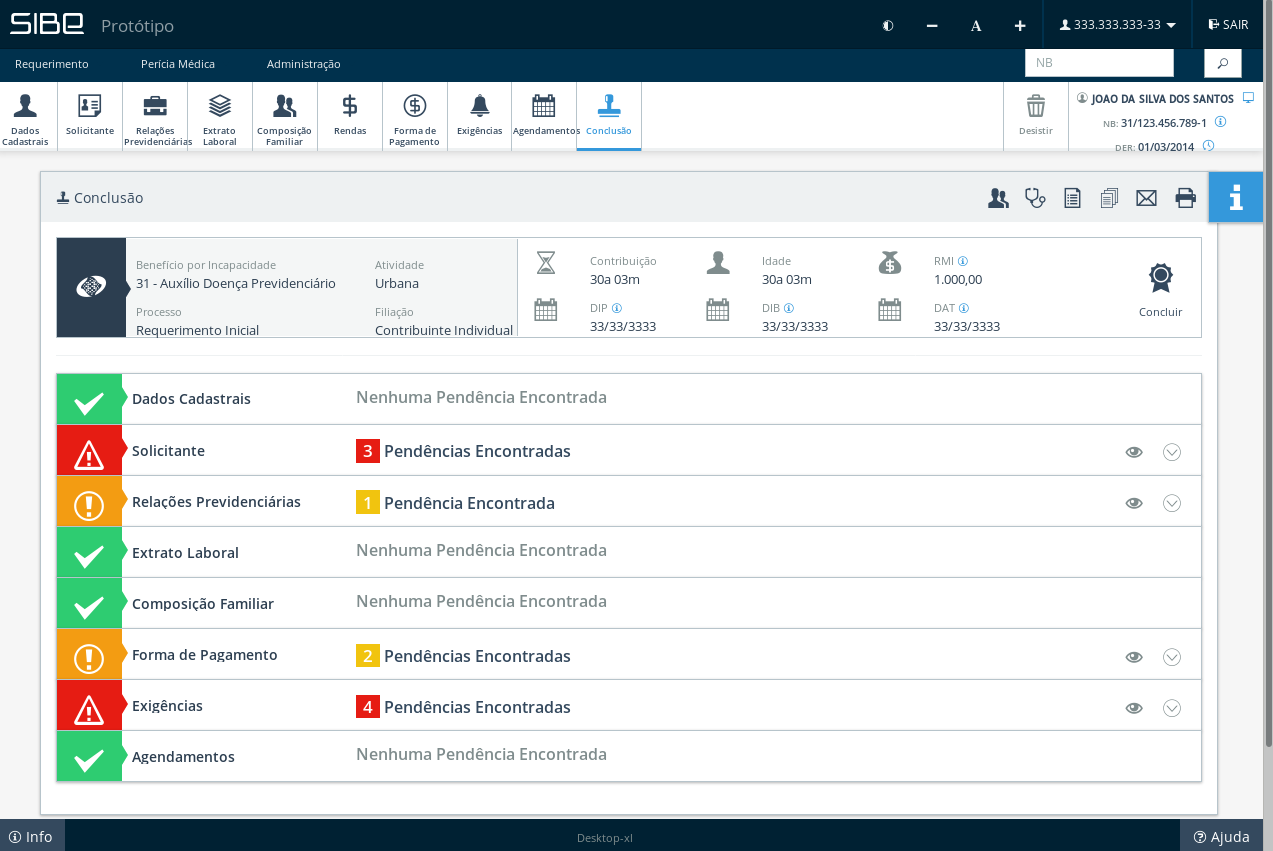 SIBE Protótipo
A
333.333.333-33
SAIR
Requerimento
Perícia Médica
Administração
NB
Dados
Cadastrais
Solicitante
Relações
Previdenciárias
Extrato
Laboral
Composição
Familiar
Rendas
Forma de
Pagamento
Exigências
Agendamentos
Conclusão
Desistir
JOAO DA SILVA DOS SANTOS
NB: 31/123.456.789-1
DER: 01/03/2014
Conclusão
Benefício por Incapacidade
31 - Auxílio Doença Previdenciário
Atividade
Urbana
Processo
Requerimento Inicial
Filiação
Contribuinte Individual
Contribuição
30a 03m
Idade
30a 03m
RMI
1.000,00
DIP
33/33/3333
DIB
33/33/3333
DAT
33/33/3333
Concluir
Dados Cadastrais Nenhuma Pendência Encontrada
Solicitante 3 Pendências Encontradas
Relações Previdenciárias 1 Pendência Encontrada
Extrato Laboral Nenhuma Pendência Encontrada
Composição Familiar Nenhuma Pendência Encontrada
Forma de Pagamento 2 Pendências Encontradas
Exigências 4 Pendências Encontradas
Agendamentos Nenhuma Pendência Encontrada
Info
Desktop-xl
Ajuda